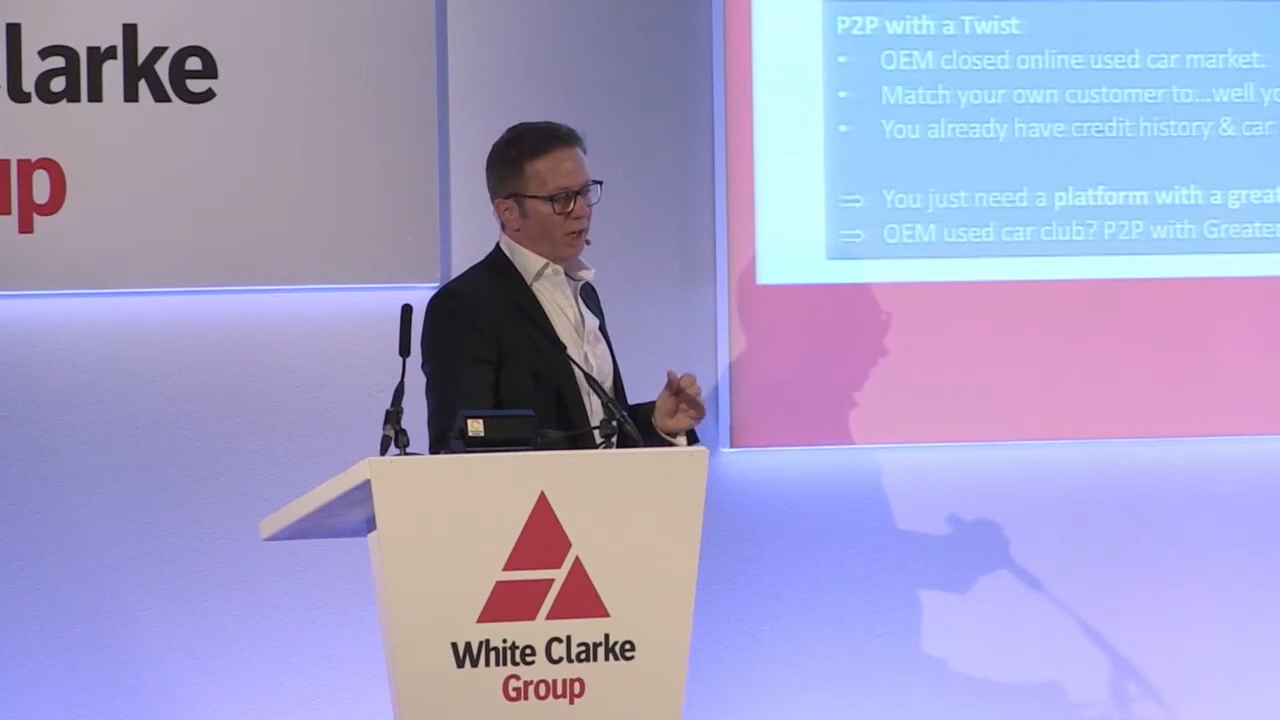 Clarke
up
P2P with a Twist
• OEM closed online used car market.
• Match your own customer to...well yo
• You already have credit history & car
⇒ You just need a platform with a great
⇒ OEM used car club? P2P with Greater
White Clarke
Group